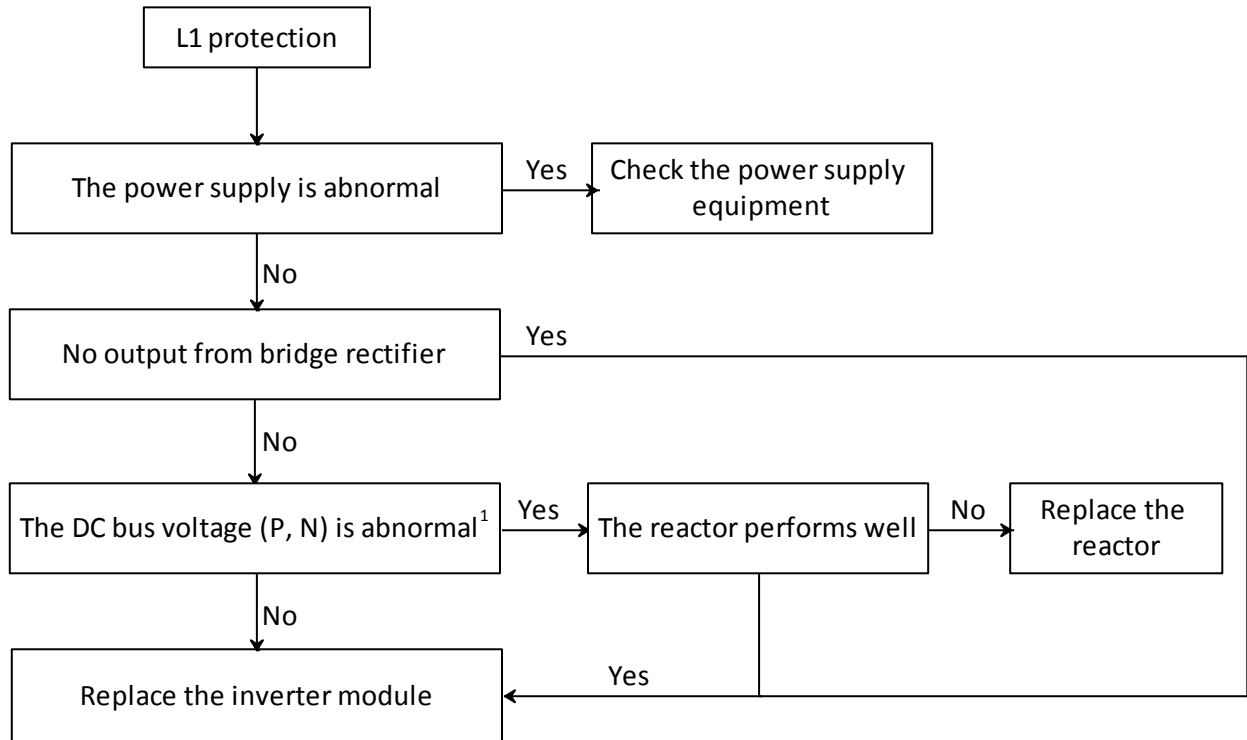 L1 protection
The power supply is abnormal
Yes
Check the power supply
equipment
No
No output from bridge rectifier
Yes
No
The DC bus voltage (P, N) is abnormal1
Yes
The reactor performs well
No
Replace the
reactor
No
Replace the inverter module
Yes